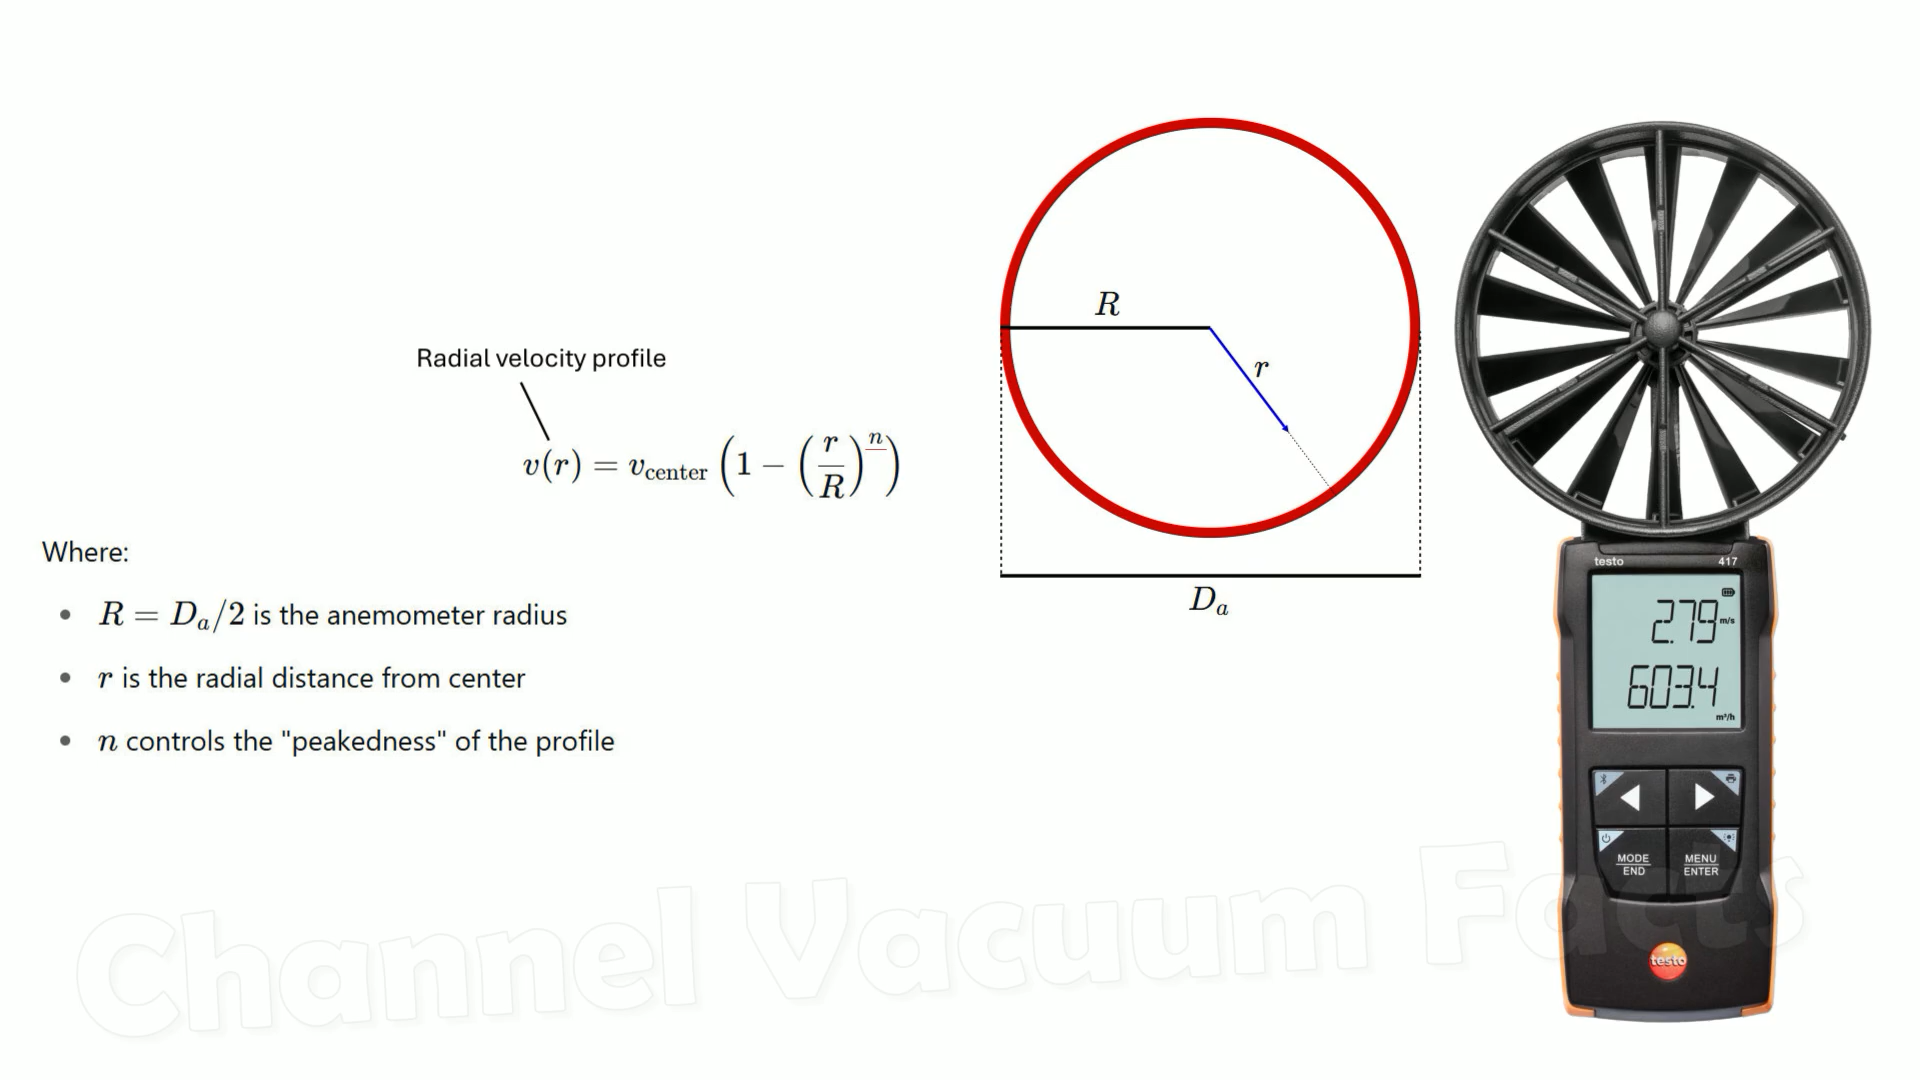 Radial velocity profile
v(r) = v_center (1 − (r/R)^n)
Where:
• R = D_a/2 is the anemometer radius
• r is the radial distance from center
• n controls the "peakedness" of the profile
R
r
D_a
testo 417
2.79 m/s
603.4 m³/h
MODE
END
MENU
ENTER
testo
Channel Vacuum Facts